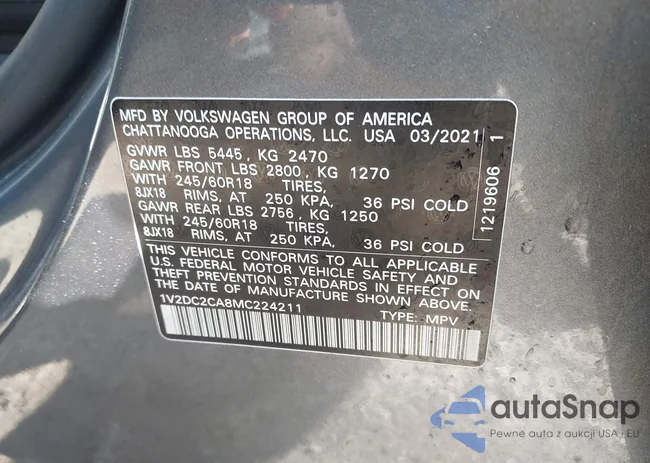 MFD BY VOLKSWAGEN GROUP OF AMERICA
CHATTANOOGA OPERATIONS, LLC. USA 03/2021
GVWR LBS 5445 , KG 2470
GAWR FRONT LBS 2800 , KG 1270
WITH 245/60R18 TIRES,
8JX18 RIMS, AT 250 KPA, 36 PSI COLD
GAWR REAR LBS 2756 , KG 1250
WITH 245/60R18 TIRES,
8JX18 RIMS, AT 250 KPA, 36 PSI COLD
THIS VEHICLE CONFORMS TO ALL APPLICABLE
U.S. FEDERAL MOTOR VEHICLE SAFETY AND
THEFT PREVENTION STANDARDS IN EFFECT ON
THE DATE OF MANUFACTURE SHOWN ABOVE.
1V2DC2CA8MC224211 TYPE: MPV
1219606 1
autoSnap
Pewne auta z aukcji USA i EU